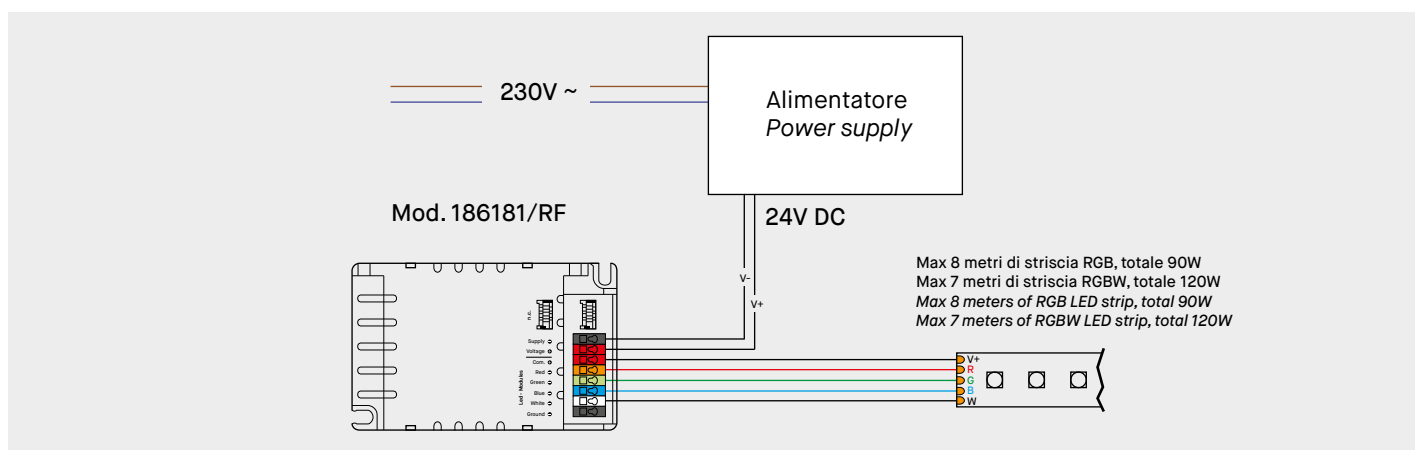 230V ~
Alimentatore
Power supply
Mod. 186181/RF
24V DC
V-
V+
Max 8 metri di striscia RGB, totale 90W
Max 7 metri di striscia RGBW, totale 120W
Max 8 meters of RGB LED strip, total 90W
Max 7 meters of RGBW LED strip, total 120W
n.c.
Supply
Voltage
Com.
Red
Green
Blue
White
Ground
Led - Modules
V+
R
G
B
W